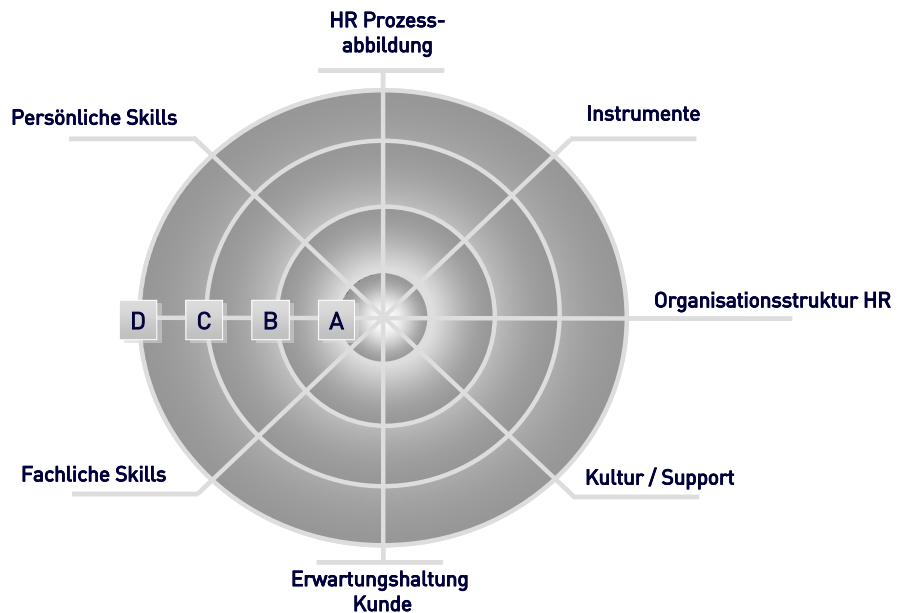 HR Prozess-
abbildung
Persönliche Skills
Instrumente
Organisationsstruktur HR
D C B A
Fachliche Skills
Kultur / Support
Erwartungshaltung
Kunde